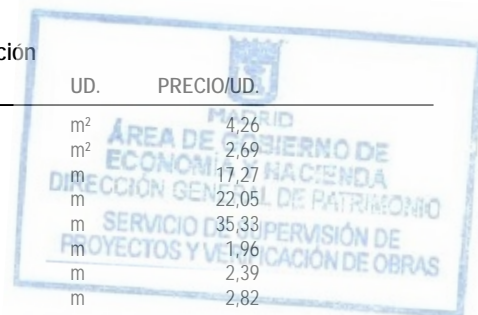 ción
UD. PRECIO/UD.
MADRID
m² 4,26
ÁREA DE GOBIERNO DE
m² 2,69
ECONOMÍA Y HACIENDA
m 17,27
DIRECCIÓN GENERAL DE PATRIMONIO
m 22,05
SERVICIO DE SUPERVISIÓN DE
m 35,33
PROYECTOS Y VERIFICACIÓN DE OBRAS
m 1,96
m 2,39
m 2,82